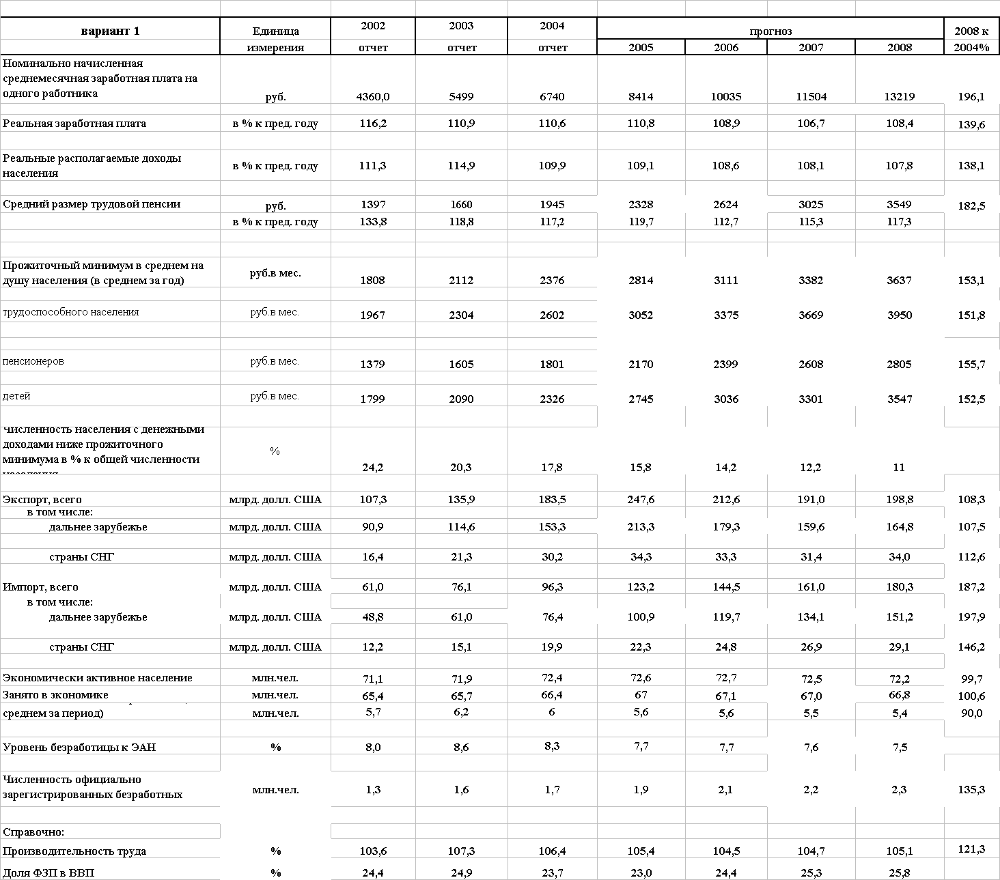 вариант 1 Единица 2002 2003 2004 прогноз 2008 к
измерения отчет отчет отчет 2005 2006 2007 2008 2004%
Номинально начисленная
среднемесячная заработная плата на
одного работника руб. 4360,0 5499 6740 8414 10035 11504 13219 196,1
Реальная заработная плата в % к пред. году 116,2 110,9 110,6 110,8 108,9 106,7 108,4 139,6
Реальные располагаемые доходы
населения в % к пред. году 111,3 114,9 109,9 109,1 108,6 108,1 107,8 138,1
Средний размер трудовой пенсии руб. 1397 1660 1945 2328 2624 3025 3549 182,5
в % к пред. году 133,8 118,8 117,2 119,7 112,7 115,3 117,3
Прожиточный минимум в среднем на
душу населения (в среднем за год) руб.в мес. 1808 2112 2376 2814 3111 3382 3637 153,1
трудоспособного населения руб.в мес. 1967 2304 2602 3052 3375 3669 3950 151,8
пенсионеров руб.в мес. 1379 1605 1801 2170 2399 2608 2805 155,7
детей руб.в мес. 1799 2090 2326 2745 3036 3301 3547 152,5
Численность населения с денежными
доходами ниже прожиточного
минимума в % к общей численности
населения % 24,2 20,3 17,8 15,8 14,2 12,2 11
Экспорт, всего млрд. долл. США 107,3 135,9 183,5 247,6 212,6 191,0 198,8 108,3
в том числе:
дальнее зарубежье млрд. долл. США 90,9 114,6 153,3 213,3 179,3 159,6 164,8 107,5
страны СНГ млрд. долл. США 16,4 21,3 30,2 34,3 33,3 31,4 34,0 112,6
Импорт, всего млрд. долл. США 61,0 76,1 96,3 123,2 144,5 161,0 180,3 187,2
в том числе:
дальнее зарубежье млрд. долл. США 48,8 61,0 76,4 100,9 119,7 134,1 151,2 197,9
страны СНГ млрд. долл. США 12,2 15,1 19,9 22,3 24,8 26,9 29,1 146,2
Экономически активное население млн.чел. 71,1 71,9 72,4 72,6 72,7 72,5 72,2 99,7
Занято в экономике млн.чел. 65,4 65,7 66,4 67 67,1 67,0 66,8 100,6
среднем за период) млн.чел. 5,7 6,2 6 5,6 5,6 5,5 5,4 90,0
Уровень безработицы к ЭАН % 8,0 8,6 8,3 7,7 7,7 7,6 7,5
Численность официально
зарегистрированных безработных млн.чел. 1,3 1,6 1,7 1,9 2,1 2,2 2,3 135,3
Справочно:
Производительность труда % 103,6 107,3 106,4 105,4 104,5 104,7 105,1 121,3
Доля ФЗП в ВВП % 24,4 24,9 23,7 23,0 24,4 25,3 25,8